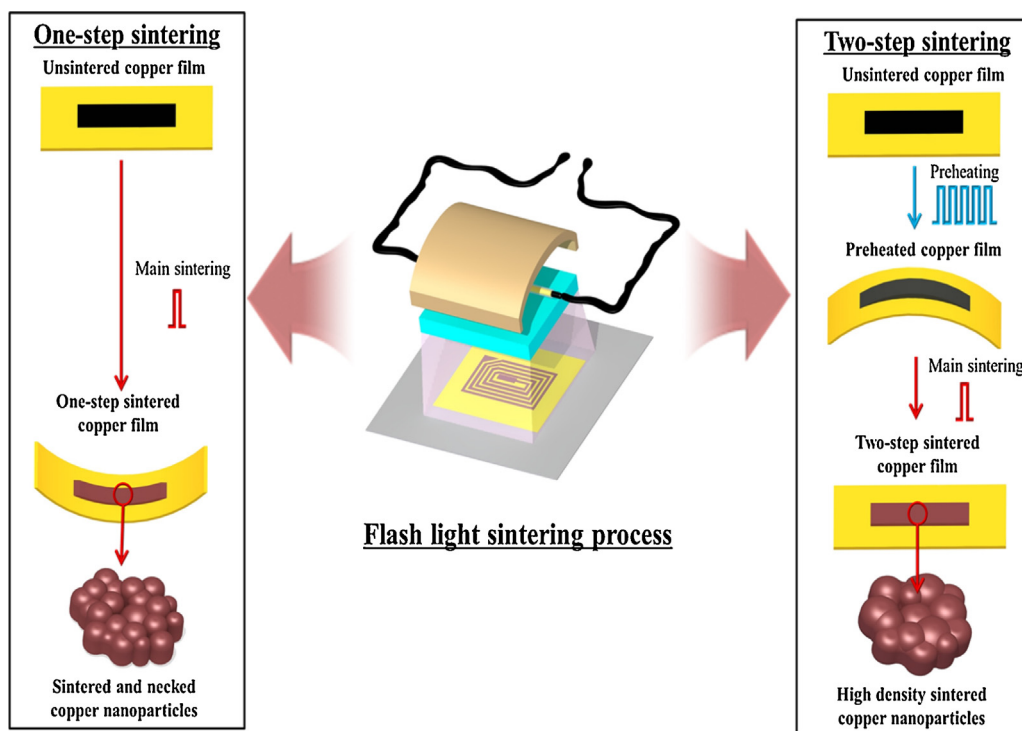 One-step sintering
Unsintered copper film
Main sintering
One-step sintered
copper film
Sintered and necked
copper nanoparticles
Flash light sintering process
Two-step sintering
Unsintered copper film
Preheating
Preheated copper film
Main sintering
Two-step sintered
copper film
High density sintered
copper nanoparticles